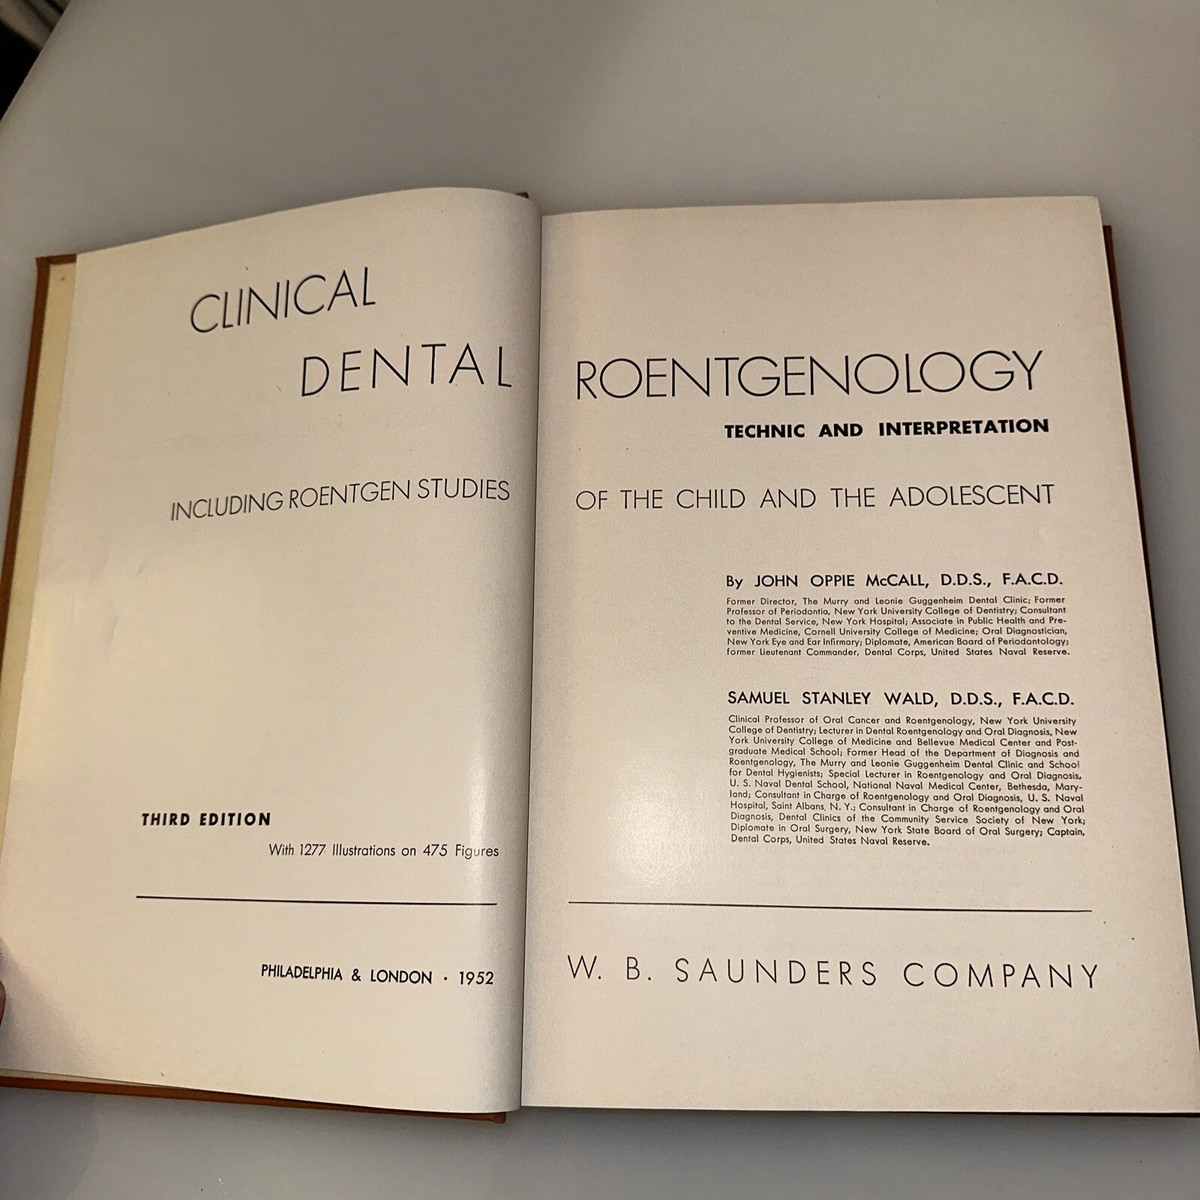 CLINICAL
DENTAL ROENTGENOLOGY
TECHNIC AND INTERPRETATION
INCLUDING ROENTGEN STUDIES OF THE CHILD AND THE ADOLESCENT
By JOHN OPPIE McCALL, D.D.S., F.A.C.D.
Former Director, The Murry and Leonie Guggenheim Dental Clinic; Former
Professor of Periodontia, New York University College of Dentistry; Consultant
to the Dental Service, New York Hospital; Associate in Public Health and Pre-
ventive Medicine, Cornell University College of Medicine; Oral Diagnostician,
New York Eye and Ear Infirmary; Diplomate, American Board of Periodontology;
former Lieutenant Commander, Dental Corps, United States Naval Reserve.
SAMUEL STANLEY WALD, D.D.S., F.A.C.D.
Clinical Professor of Oral Cancer and Roentgenology, New York University
College of Dentistry; Lecturer in Dental Roentgenology and Oral Diagnosis, New
York University College of Medicine and Bellevue Medical Center and Post-
graduate Medical School; Former Head of the Department of Diagnosis and
Roentgenology, The Murry and Leonie Guggenheim Dental Clinic and School
for Dental Hygienists; Special Lecturer in Roentgenology and Oral Diagnosis,
U. S. Naval Dental School, National Naval Medical Center, Bethesda, Mary-
land; Consultant in Charge of Roentgenology and Oral Diagnosis, U. S. Naval
Hospital, Saint Albans, N. Y.; Consultant in Charge of Roentgenology and Oral
Diagnosis, Dental Clinics of the Community Service Society of New York;
Diplomate in Oral Surgery, New York State Board of Oral Surgery; Captain,
Dental Corps, United States Naval Reserve.
THIRD EDITION
With 1277 Illustrations on 475 Figures
PHILADELPHIA & LONDON · 1952
W. B. SAUNDERS COMPANY